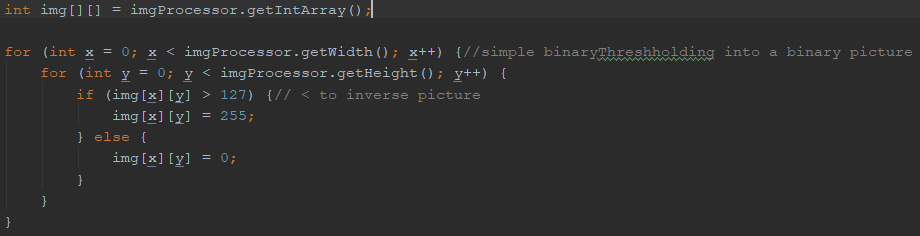 int img[][] = imgProcessor.getIntArray();
for (int x = 0; x < imgProcessor.getWidth(); x++) {//simple binaryThreshholding into a binary picture
for (int y = 0; y < imgProcessor.getHeight(); y++) {
if (img[x][y] > 127) {// < to inverse picture
img[x][y] = 255;
} else {
img[x][y] = 0;
}
}
}